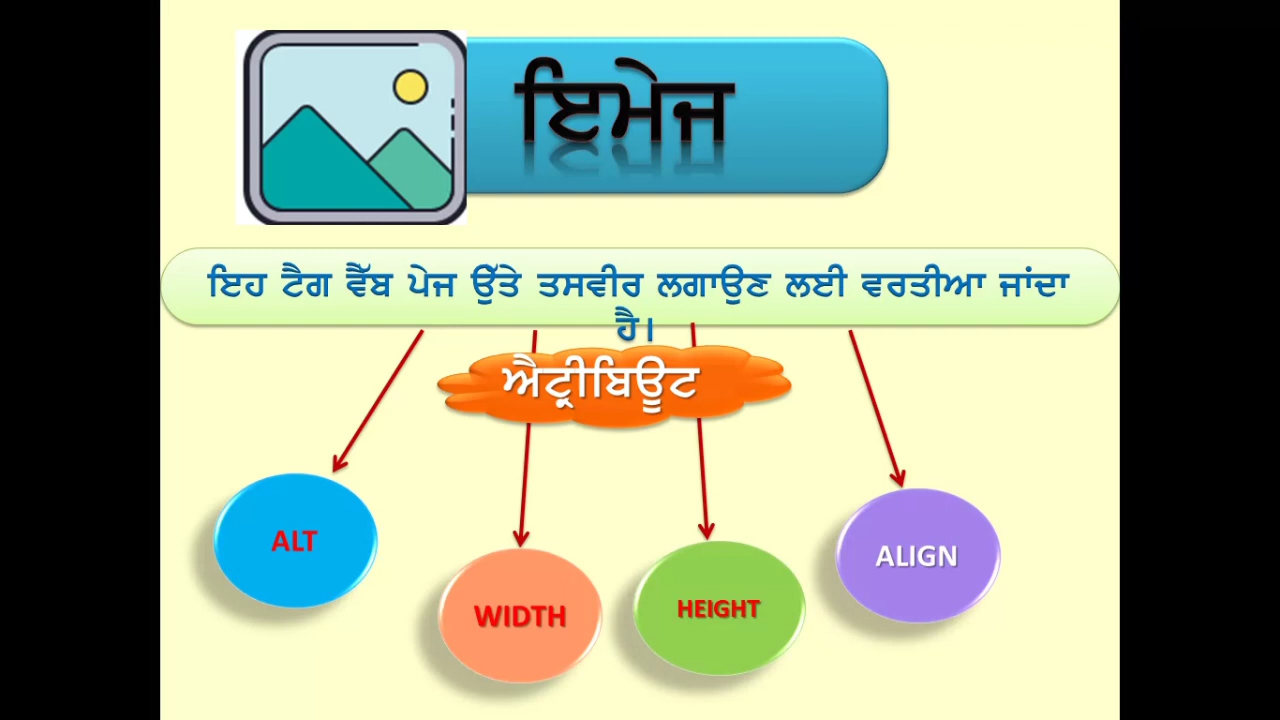 ਇਮੇਜ
ਇਹ ਟੈਗ ਵੈੱਬ ਪੇਜ ਉੱਤੇ ਤਸਵੀਰ ਲਗਾਉਣ ਲਈ ਵਰਤੀਆ ਜਾਂਦਾ
ਹੈ।
ਐਟ੍ਰੀਬਿਊਟ
ALT
WIDTH
HEIGHT
ALIGN